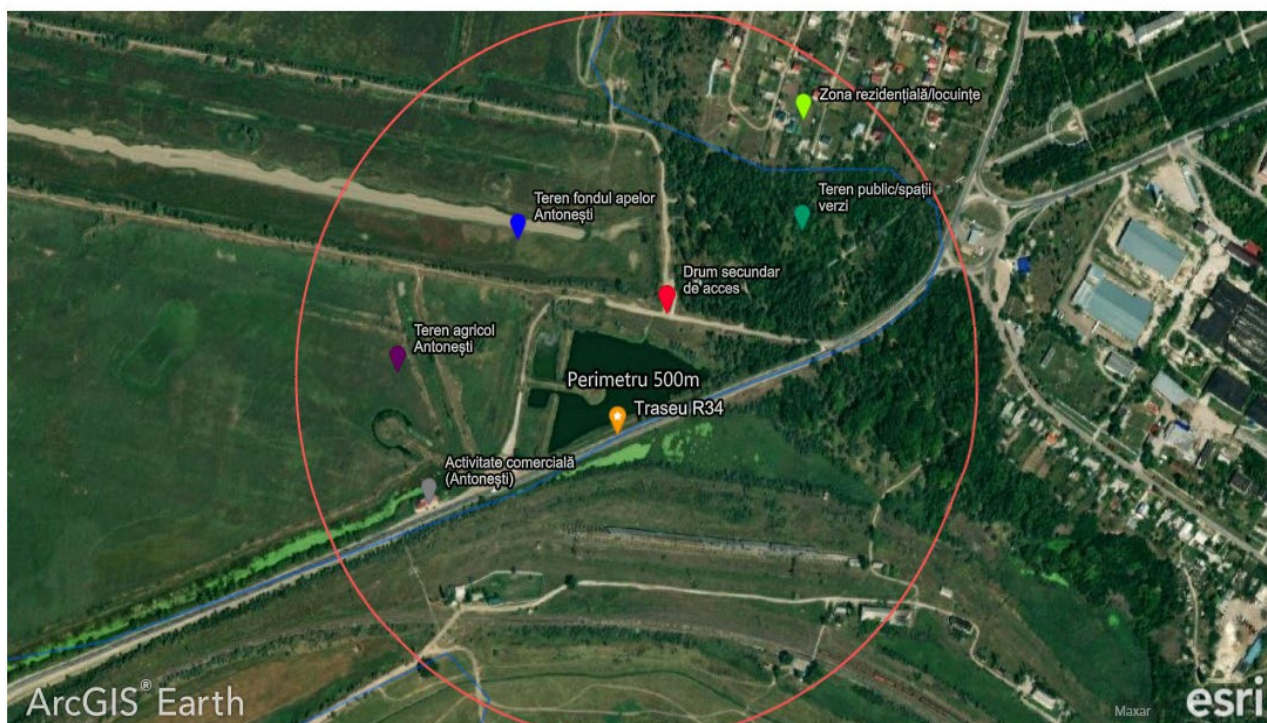 Zona rezidențială/locuințe
Teren fondul apelor
Antonești
Teren public/spații
verzi
Drum secundar
de acces
Teren agricol
Antonești
Perimetru 500m
Traseu R34
Activitate comercială
(Antonești)
ArcGIS® Earth
Maxar
esri